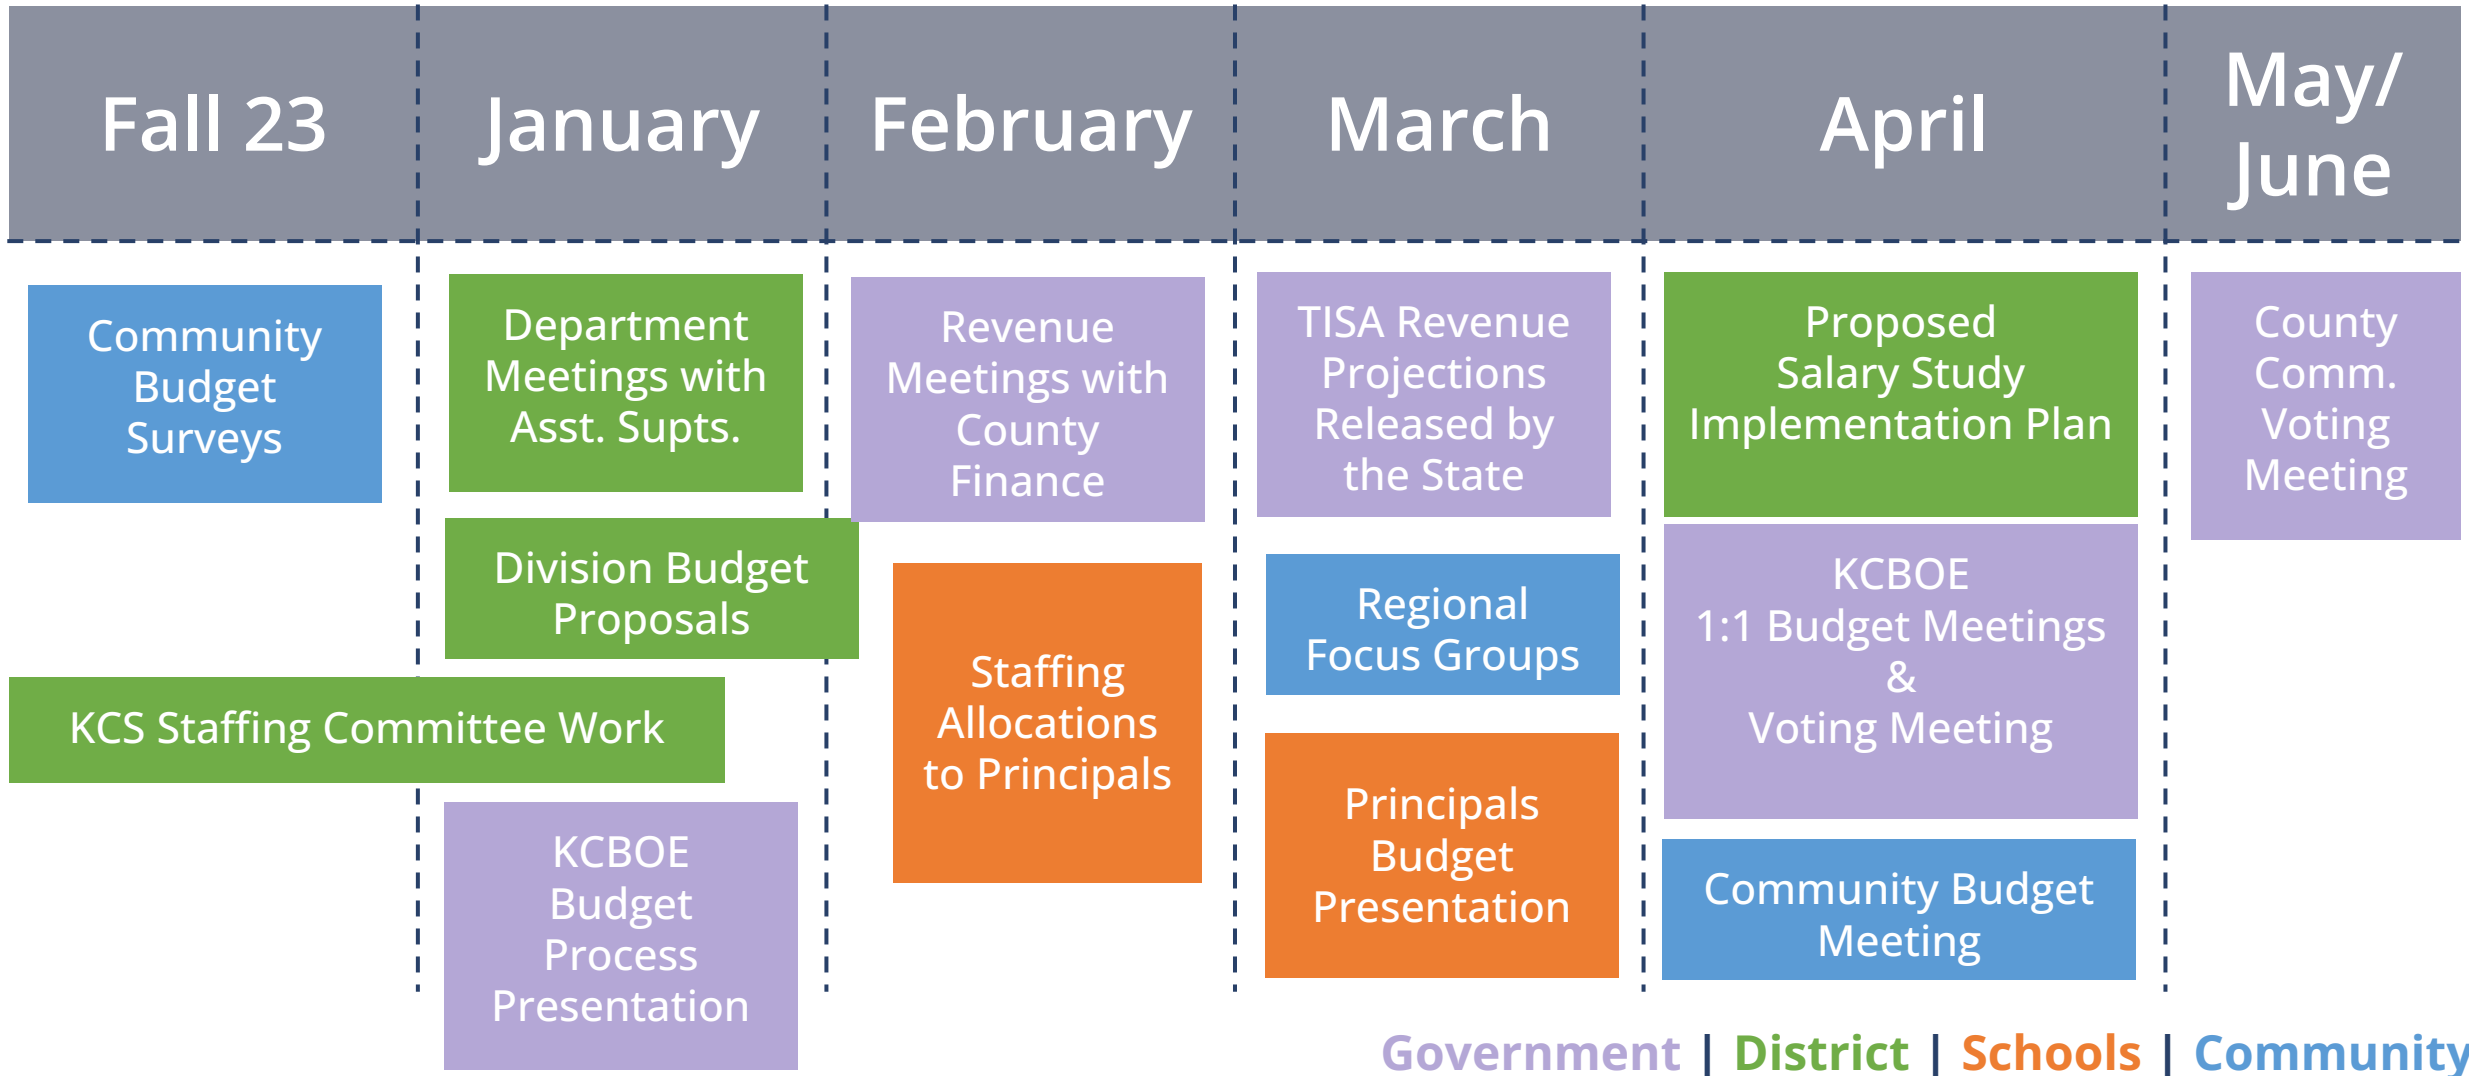 Fall 23
January
February
March
April
May/
June
Community
Budget
Surveys
KCS Staffing Committee Work
Department
Meetings with
Asst. Supts.
Division Budget
Proposals
KCBOE
Budget
Process
Presentation
Revenue
Meetings with
County
Finance
Staffing
Allocations
to Principals
TISA Revenue
Projections
Released by
the State
Regional
Focus Groups
Principals
Budget
Presentation
Proposed
Salary Study
Implementation Plan
KCBOE
1:1 Budget Meetings
&
Voting Meeting
Community Budget
Meeting
County
Comm.
Voting
Meeting
Government | District | Schools | Community